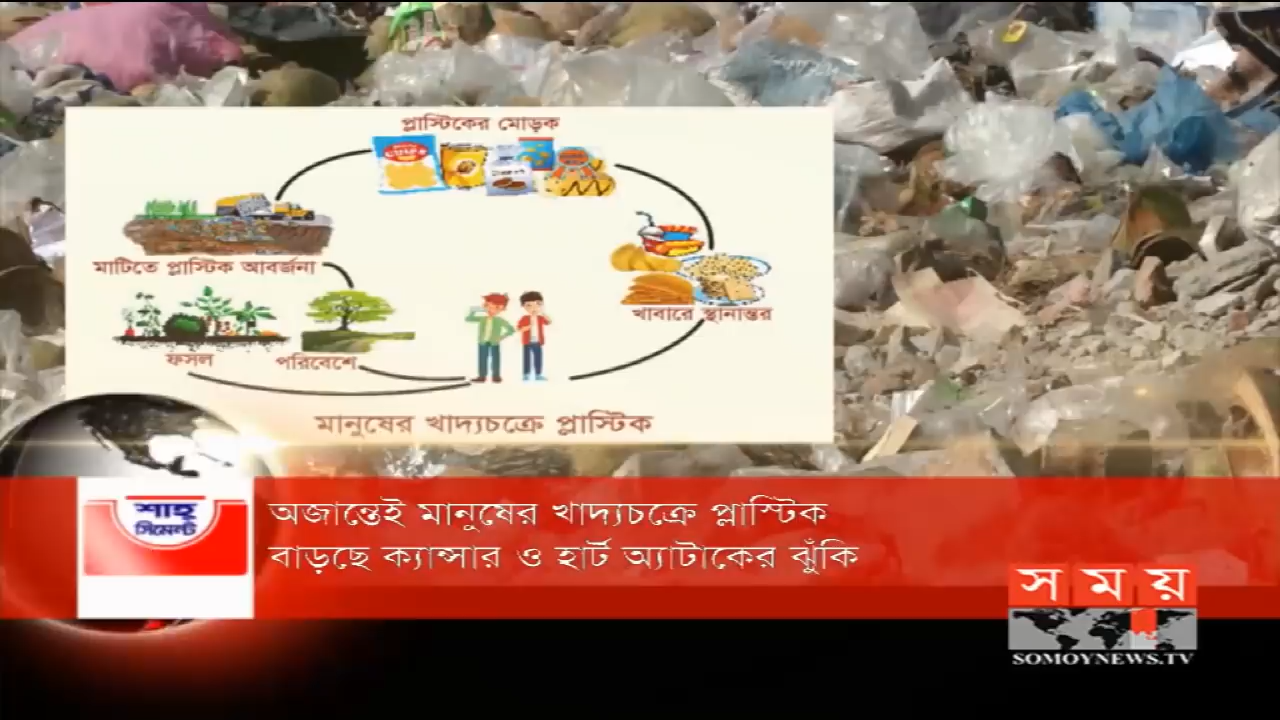 প্লাস্টিকের মোড়ক
মাটিতে প্লাস্টিক আবর্জনা
খাবারে স্থানান্তর
ফসল
পরিবেশে
মানুষের খাদ্যচক্রে প্লাস্টিক
শাহ্
সিমেন্ট
অজান্তেই মানুষের খাদ্যচক্রে প্লাস্টিক
বাড়ছে ক্যান্সার ও হার্ট অ্যাটাকের ঝুঁকি
সময়
SOMOYNEWS.TV